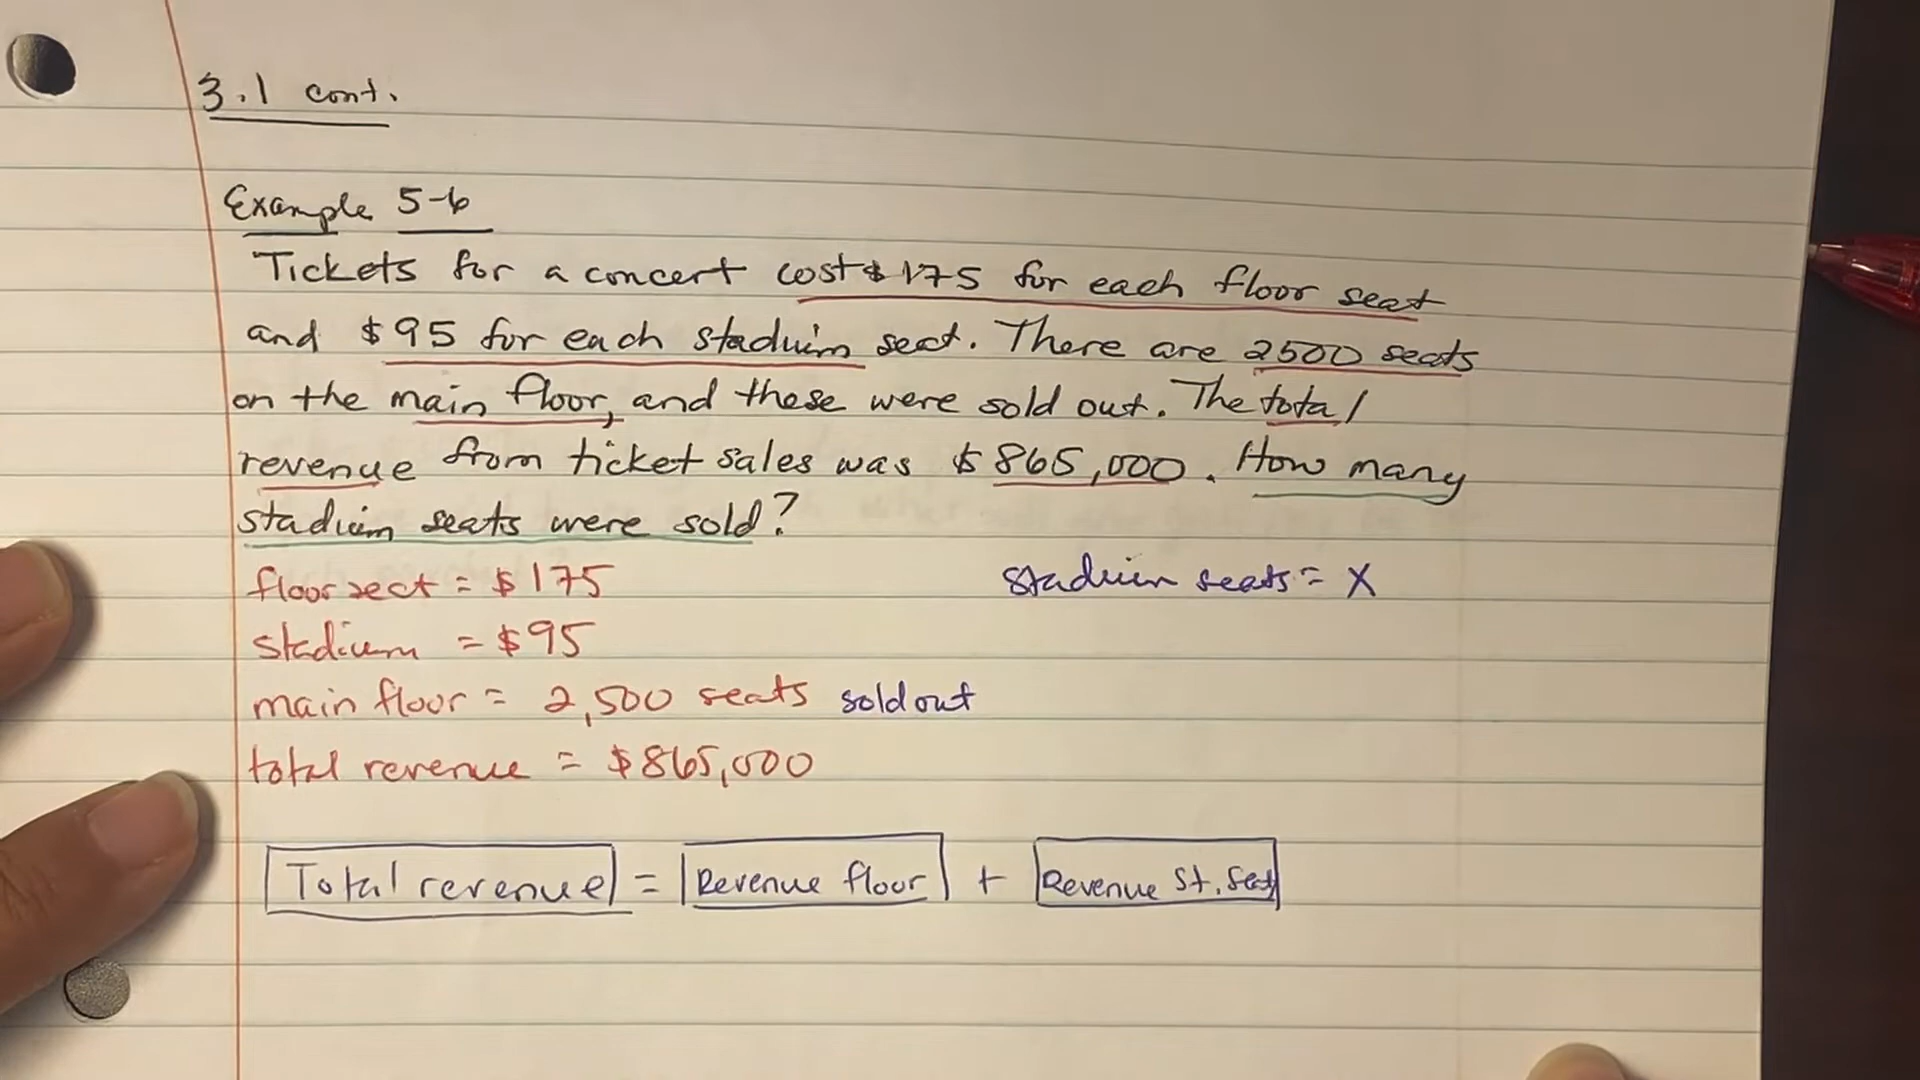 3.1 cont.
Example 5-6
Tickets for a concert cost $175 for each floor seat
and $95 for each stadium seat. There are 2500 seats
on the main floor, and these were sold out. The total
revenue from ticket sales was $865,000. How many
stadium seats were sold?
floor seat = $175
stadium seats = X
stadium = $95
main floor = 2,500 seats sold out
total revenue = $865,000
Total revenue = Revenue floor + Revenue St. Seat